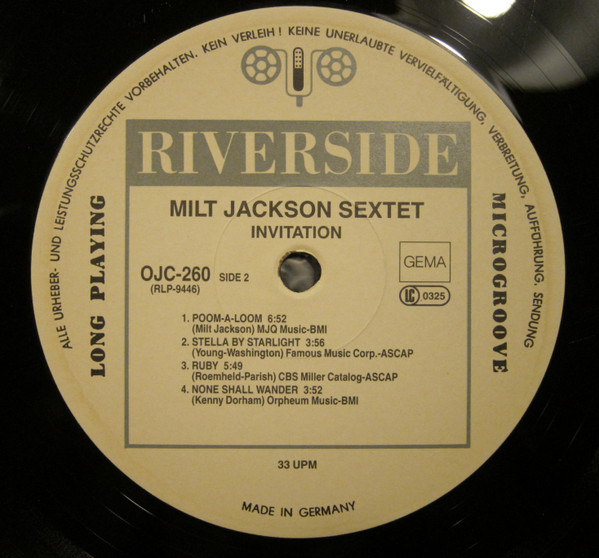 ALLE URHEBER- UND LEISTUNGSSCHUTZRECHTE VORBEHALTEN. KEIN VERLEIH! KEINE UNERLAUBTE VERVIELFÄLTIGUNG, VERBREITUNG, AUFFÜHRUNG, SENDUNG
RIVERSIDE
LONG PLAYING
MICROGROOVE
MILT JACKSON SEXTET
INVITATION
OJC-260 SIDE 2
(RLP-9446)
GEMA
LC 0325
1. POOM-A-LOOM 6:52
(Milt Jackson) MJQ Music-BMI
2. STELLA BY STARLIGHT 3:56
(Young-Washington) Famous Music Corp.-ASCAP
3. RUBY 5:49
(Roemheld-Parish) CBS Miller Catalog-ASCAP
4. NONE SHALL WANDER 3:52
(Kenny Dorham) Orpheum Music-BMI
33 UPM
MADE IN GERMANY